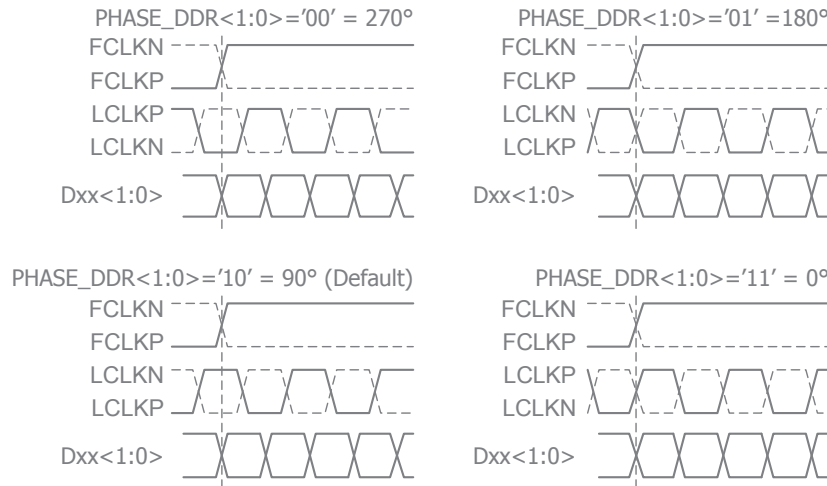 PHASE_DDR<1:0>='00' = 270°
FCLKN
FCLKP
LCLKP
LCLKN
Dxx<1:0>
PHASE_DDR<1:0>='01' =180°
FCLKN
FCLKP
LCLKN
LCLKP
Dxx<1:0>
PHASE_DDR<1:0>='10' = 90° (Default)
FCLKN
FCLKP
LCLKN
LCLKP
Dxx<1:0>
PHASE_DDR<1:0>='11' = 0°
FCLKN
FCLKP
LCLKP
LCLKN
Dxx<1:0>